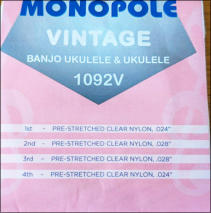 MONOPOLE
VINTAGE
BANJO UKULELE & UKULELE
1092V
1st - PRE-STRETCHED CLEAR NYLON, .024"
2nd - PRE-STRETCHED CLEAR NYLON, .028"
3rd - PRE-STRETCHED CLEAR NYLON, .028"
4th - PRE-STRETCHED CLEAR NYLON, .024"